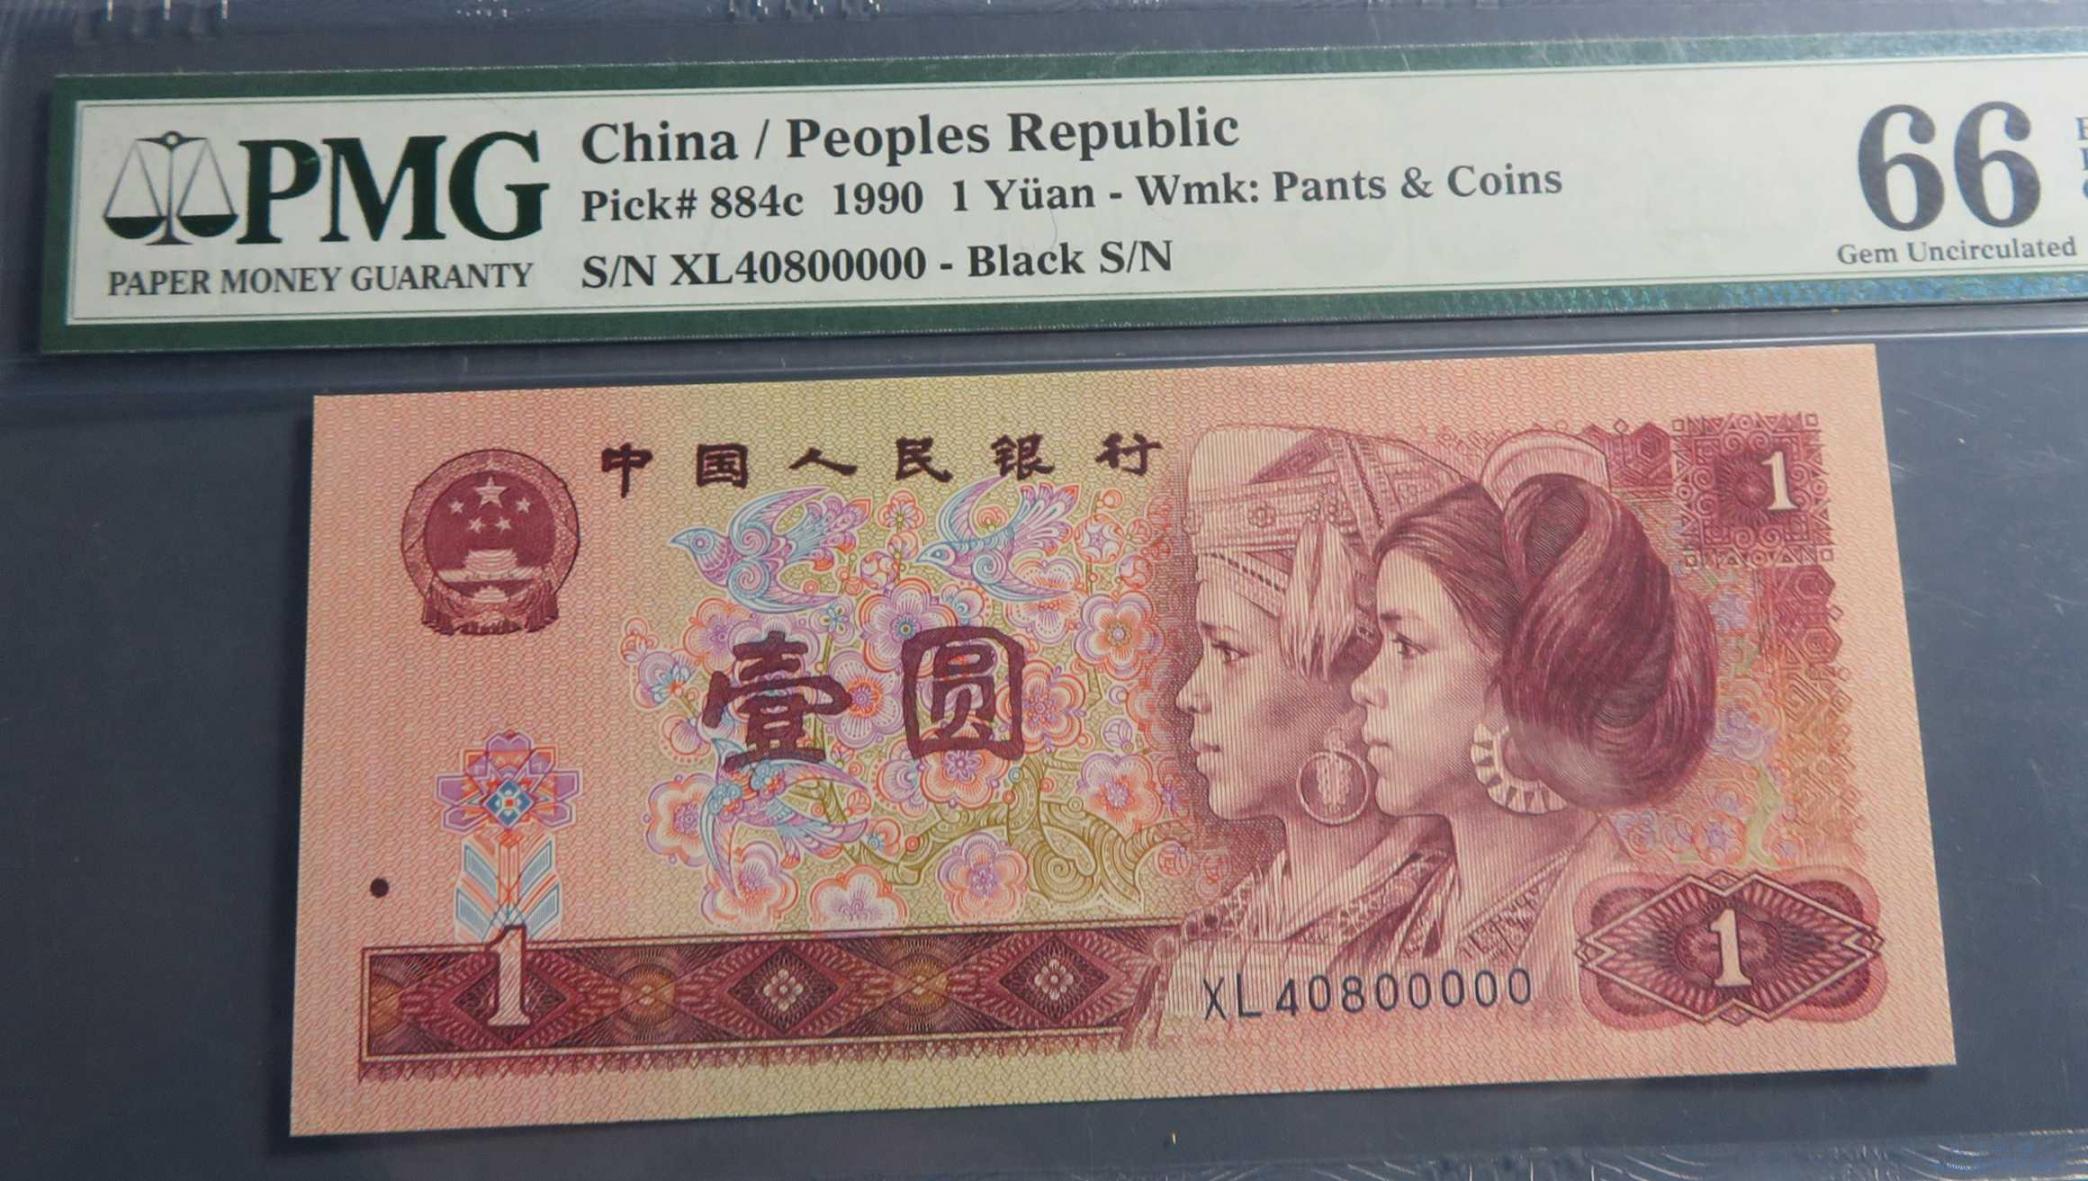 PMG
PAPER MONEY GUARANTY
China / Peoples Republic
Pick# 884c 1990 1 Yüan - Wmk: Pants & Coins
S/N XL40800000 - Black S/N
66
Gem Uncirculated
中国人民银行
1
壹圆
1
XL40800000
1